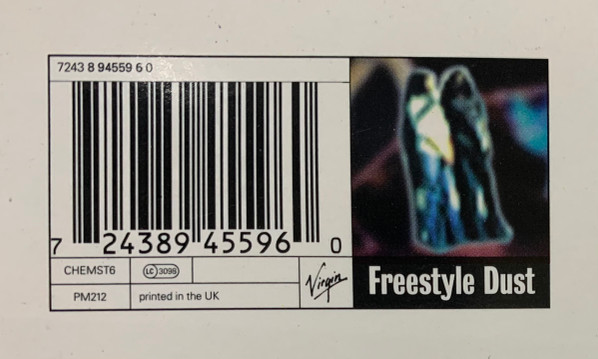 7243 8 94559 6 0
7 24389 45596 0
CHEMST6
LC 3098
PM212
printed in the UK
Virgin
Freestyle Dust